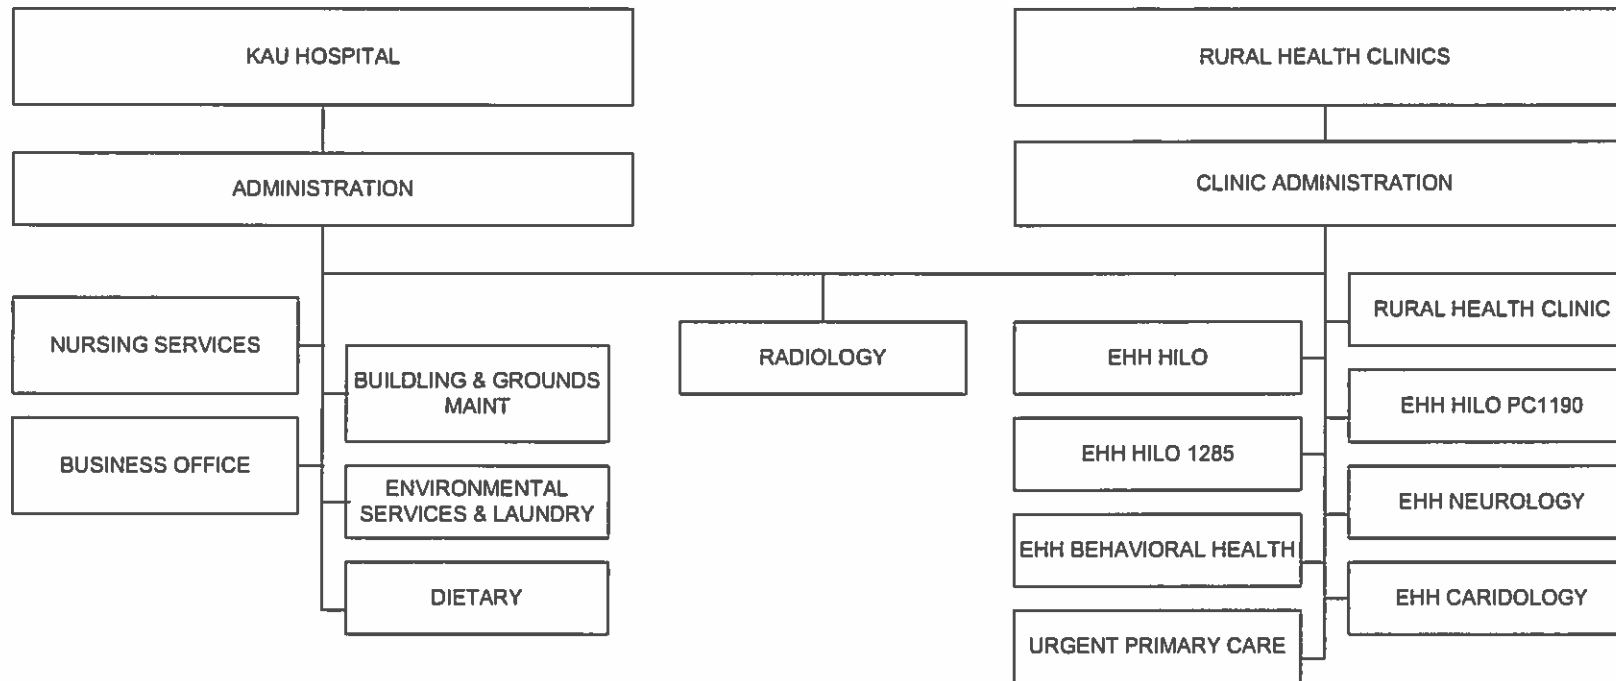 KAU HOSPITAL
RURAL HEALTH CLINICS
ADMINISTRATION
CLINIC ADMINISTRATION
NURSING SERVICES
BUILDLING & GROUNDS
MAINT
BUSINESS OFFICE
ENVIRONMENTAL
SERVICES & LAUNDRY
DIETARY
RADIOLOGY
RURAL HEALTH CLINIC
EHH HILO
EHH HILO PC1190
EHH HILO 1285
EHH NEUROLOGY
EHH BEHAVIORAL HEALTH
EHH CARIDOLOGY
URGENT PRIMARY CARE